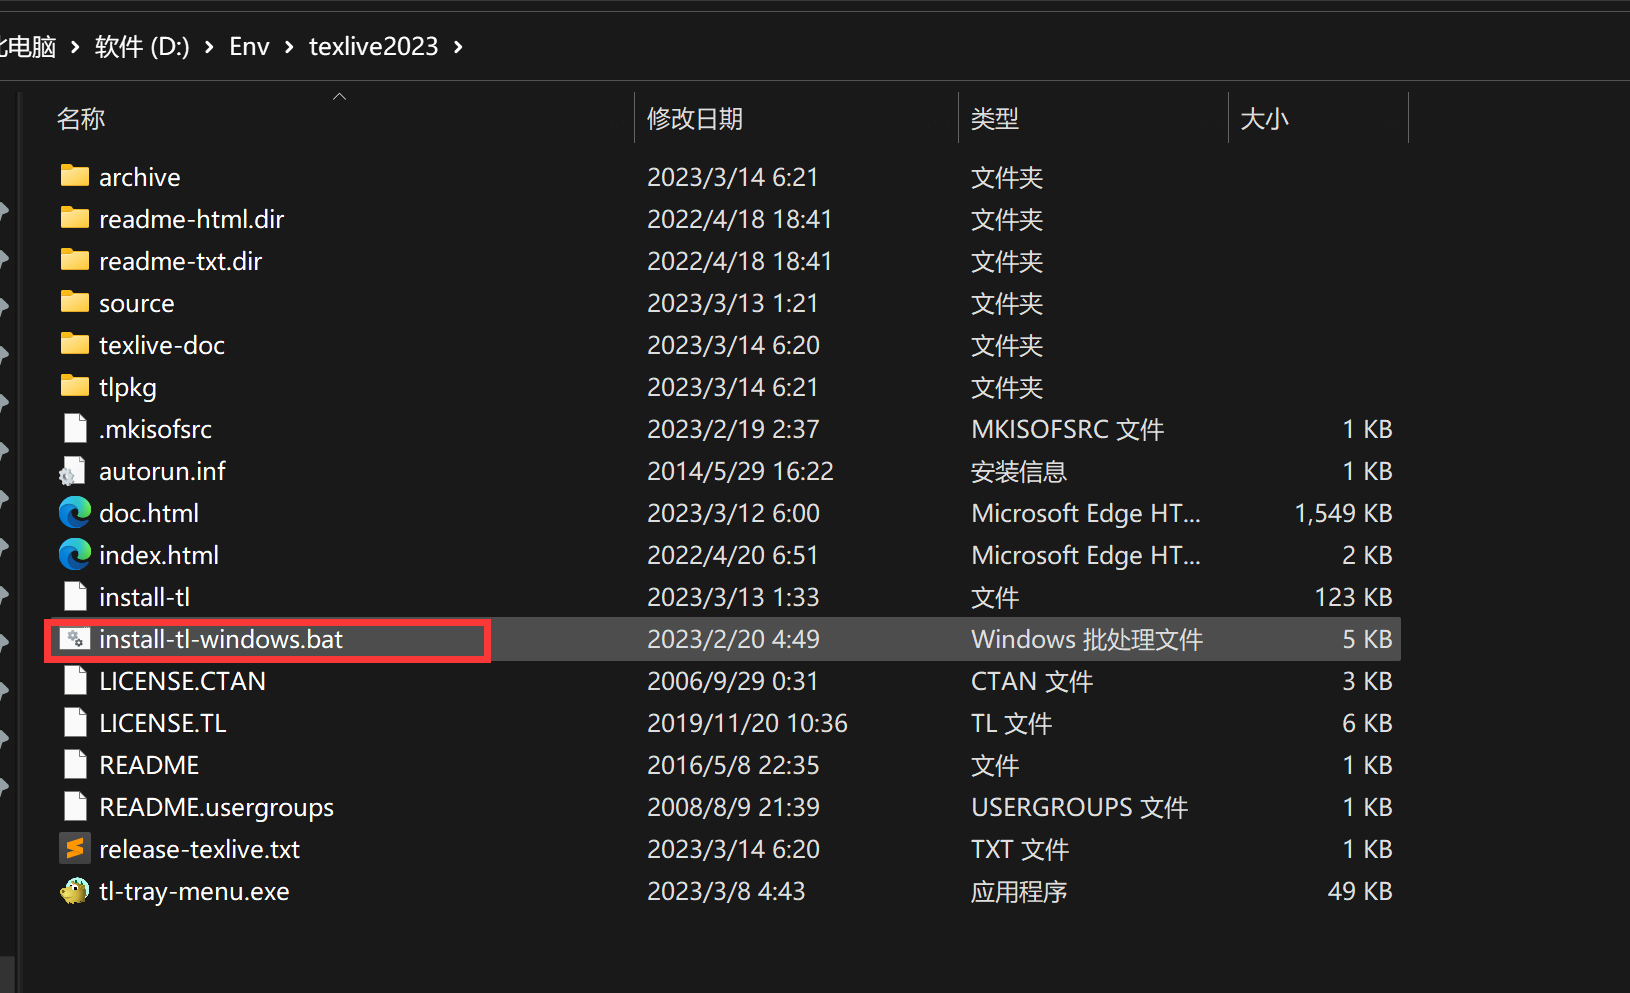 电脑 › 软件 (D:) › Env › texlive2023 ›
名称 修改日期 类型 大小
archive 2023/3/14 6:21 文件夹
readme-html.dir 2022/4/18 18:41 文件夹
readme-txt.dir 2022/4/18 18:41 文件夹
source 2023/3/13 1:21 文件夹
texlive-doc 2023/3/14 6:20 文件夹
tlpkg 2023/3/14 6:21 文件夹
.mkisofsrc 2023/2/19 2:37 MKISOFSRC 文件 1 KB
autorun.inf 2014/5/29 16:22 安装信息 1 KB
doc.html 2023/3/12 6:00 Microsoft Edge HT... 1,549 KB
index.html 2022/4/20 6:51 Microsoft Edge HT... 2 KB
install-tl 2023/3/13 1:33 文件 123 KB
install-tl-windows.bat 2023/2/20 4:49 Windows 批处理文件 5 KB
LICENSE.CTAN 2006/9/29 0:31 CTAN 文件 3 KB
LICENSE.TL 2019/11/20 10:36 TL 文件 6 KB
README 2016/5/8 22:35 文件 1 KB
README.usergroups 2008/8/9 21:39 USERGROUPS 文件 1 KB
release-texlive.txt 2023/3/14 6:20 TXT 文件 1 KB
tl-tray-menu.exe 2023/3/8 4:43 应用程序 49 KB